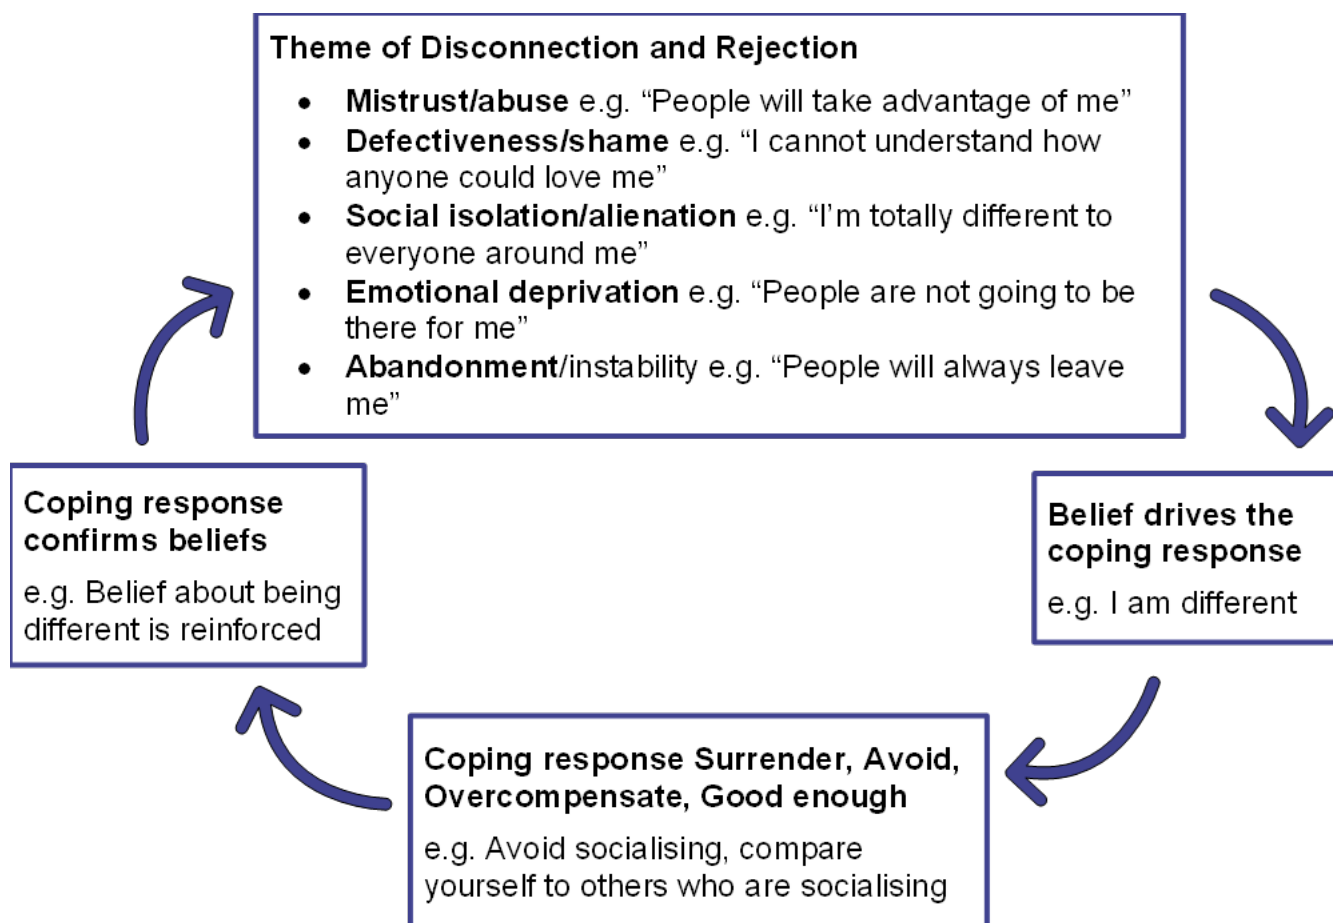 Theme of Disconnection and Rejection
• Mistrust/abuse e.g. “People will take advantage of me”
• Defectiveness/shame e.g. “I cannot understand how
anyone could love me”
• Social isolation/alienation e.g. “I’m totally different to
everyone around me”
• Emotional deprivation e.g. “People are not going to be
there for me”
• Abandonment/instability e.g. “People will always leave
me”
Belief drives the
coping response
e.g. I am different
Coping response Surrender, Avoid,
Overcompensate, Good enough
e.g. Avoid socialising, compare
yourself to others who are socialising
Coping response
confirms beliefs
e.g. Belief about being
different is reinforced